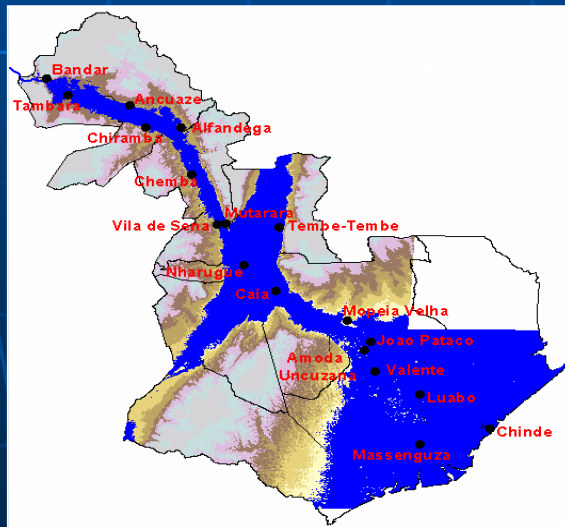 Bandar
Tambara
Ancuaze
Chiramba
Alfandega
Chemba
Vila de Sena
Mutarara
Tembe-Tembe
Nharugue
Caia
Mopeia Velha
Joao Pataco
Amoda
Uncuzana
Valente
Luabo
Chinde
Massenguza